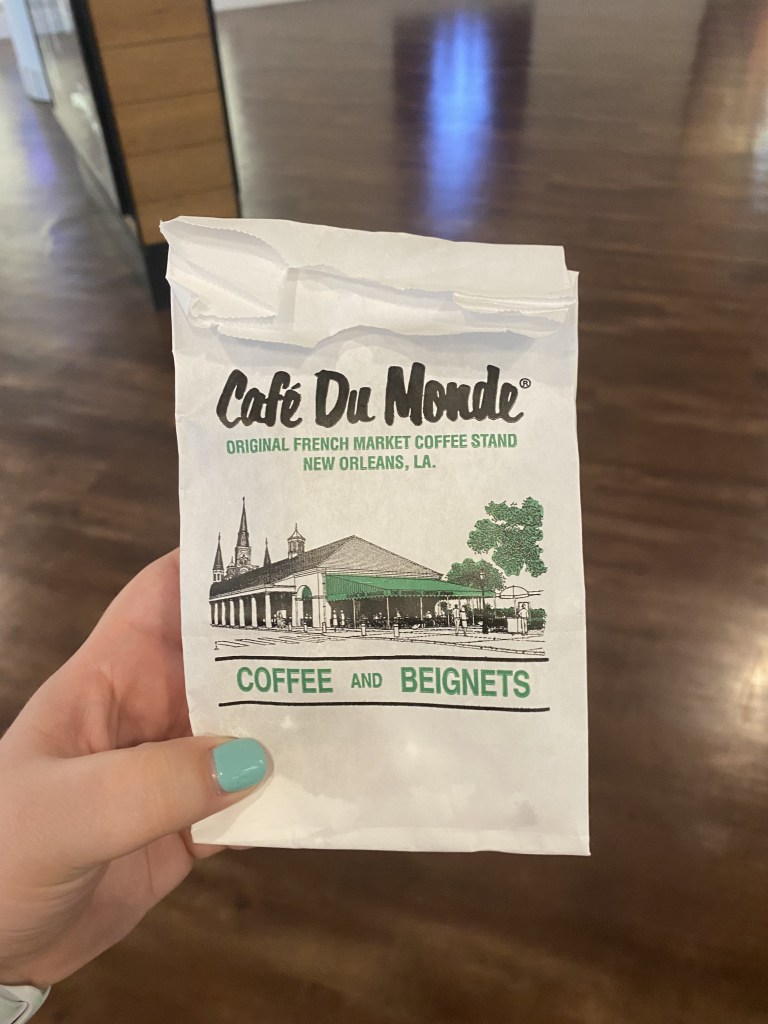 Café Du Monde®
ORIGINAL FRENCH MARKET COFFEE STAND
NEW ORLEANS, LA.
COFFEE AND BEIGNETS